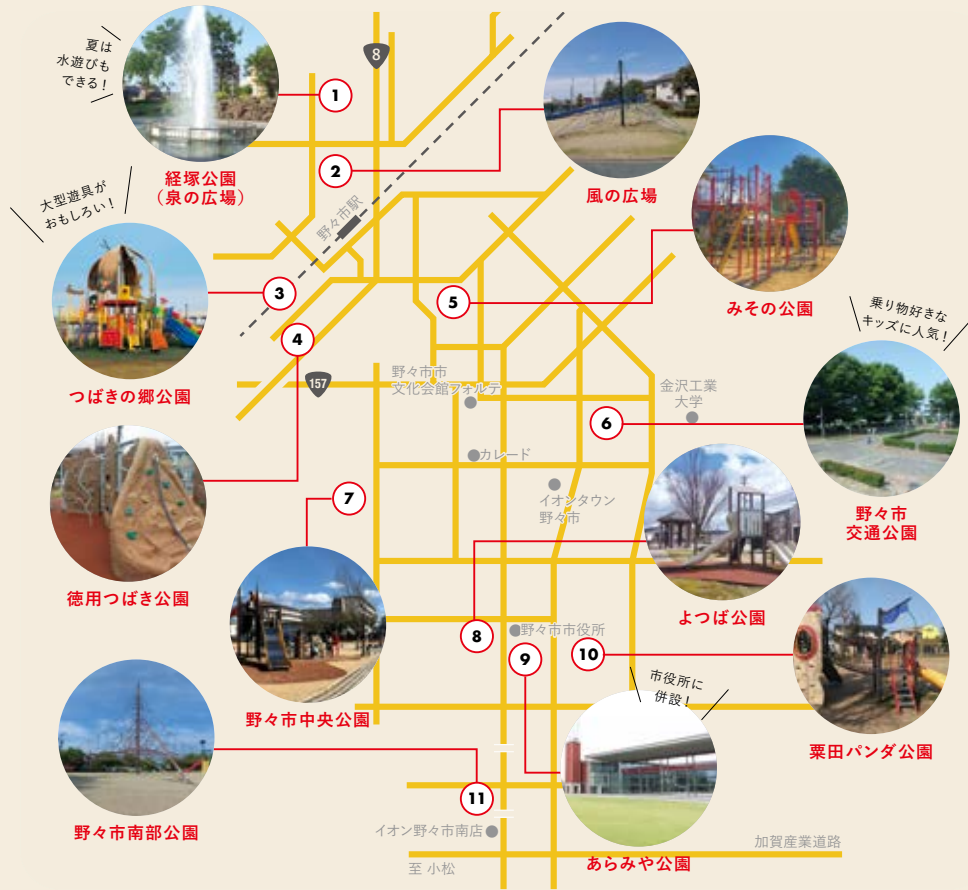 夏は
水遊びも
できる！
経塚公園
（泉の広場）
大型遊具が
おもしろい！
つばきの郷公園
徳用つばき公園
野々市中央公園
野々市南部公園
8
1
2
野々市駅
3
4
5
157
野々市市
文化会館フォルテ
カレード
イオンタウン
野々市
金沢工業
大学
6
7
8
野々市市役所
9
10
11
イオン野々市南店
至 小松
加賀産業道路
風の広場
みその公園
乗り物好きな
キッズに人気！
野々市
交通公園
よつば公園
粟田パンダ公園
市役所に
併設！
あらみや公園